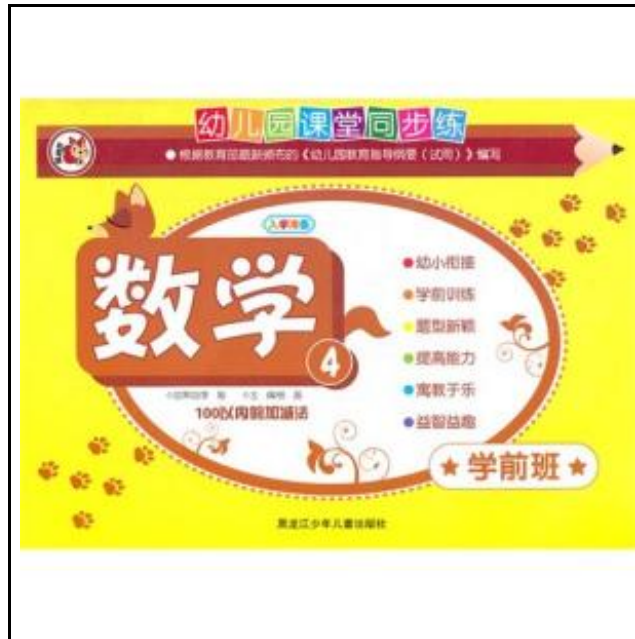 幼儿园课堂同步练
●根据教育部最新颁布的《幼儿园教育指导纲要(试用)》编写
入学准备
数学
4
100以内的加减法
●幼小衔接
●学前训练
●题型新颖
●提高能力
●寓教于乐
●益智益趣
★学前班★
黑龙江少年儿童出版社